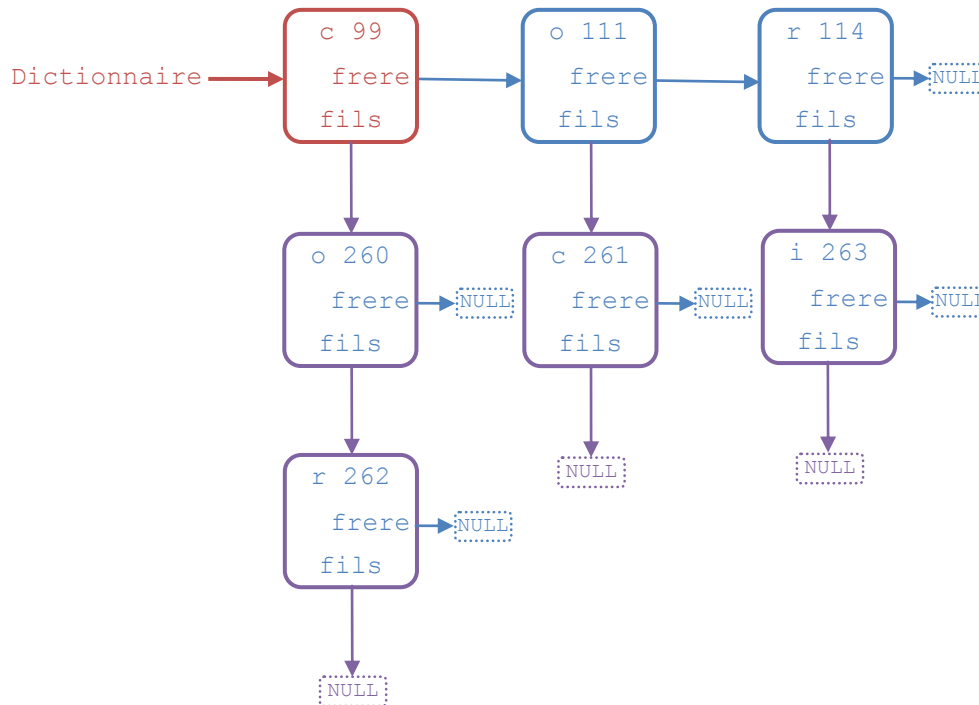 c 99
o 111
r 114
Dictionnaire
frere
frere
frere
NULL
fils
fils
fils
o 260
c 261
i 263
frere
NULL
frere
NULL
frere
NULL
fils
fils
fils
r 262
NULL
NULL
frere
NULL
fils
NULL